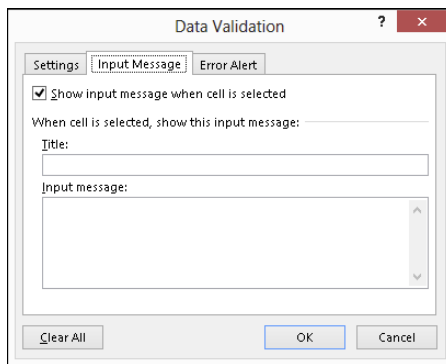 Data Validation ? ×
Settings Input Message Error Alert
Show input message when cell is selected
When cell is selected, show this input message:
Title:
Input message:
Clear All OK Cancel